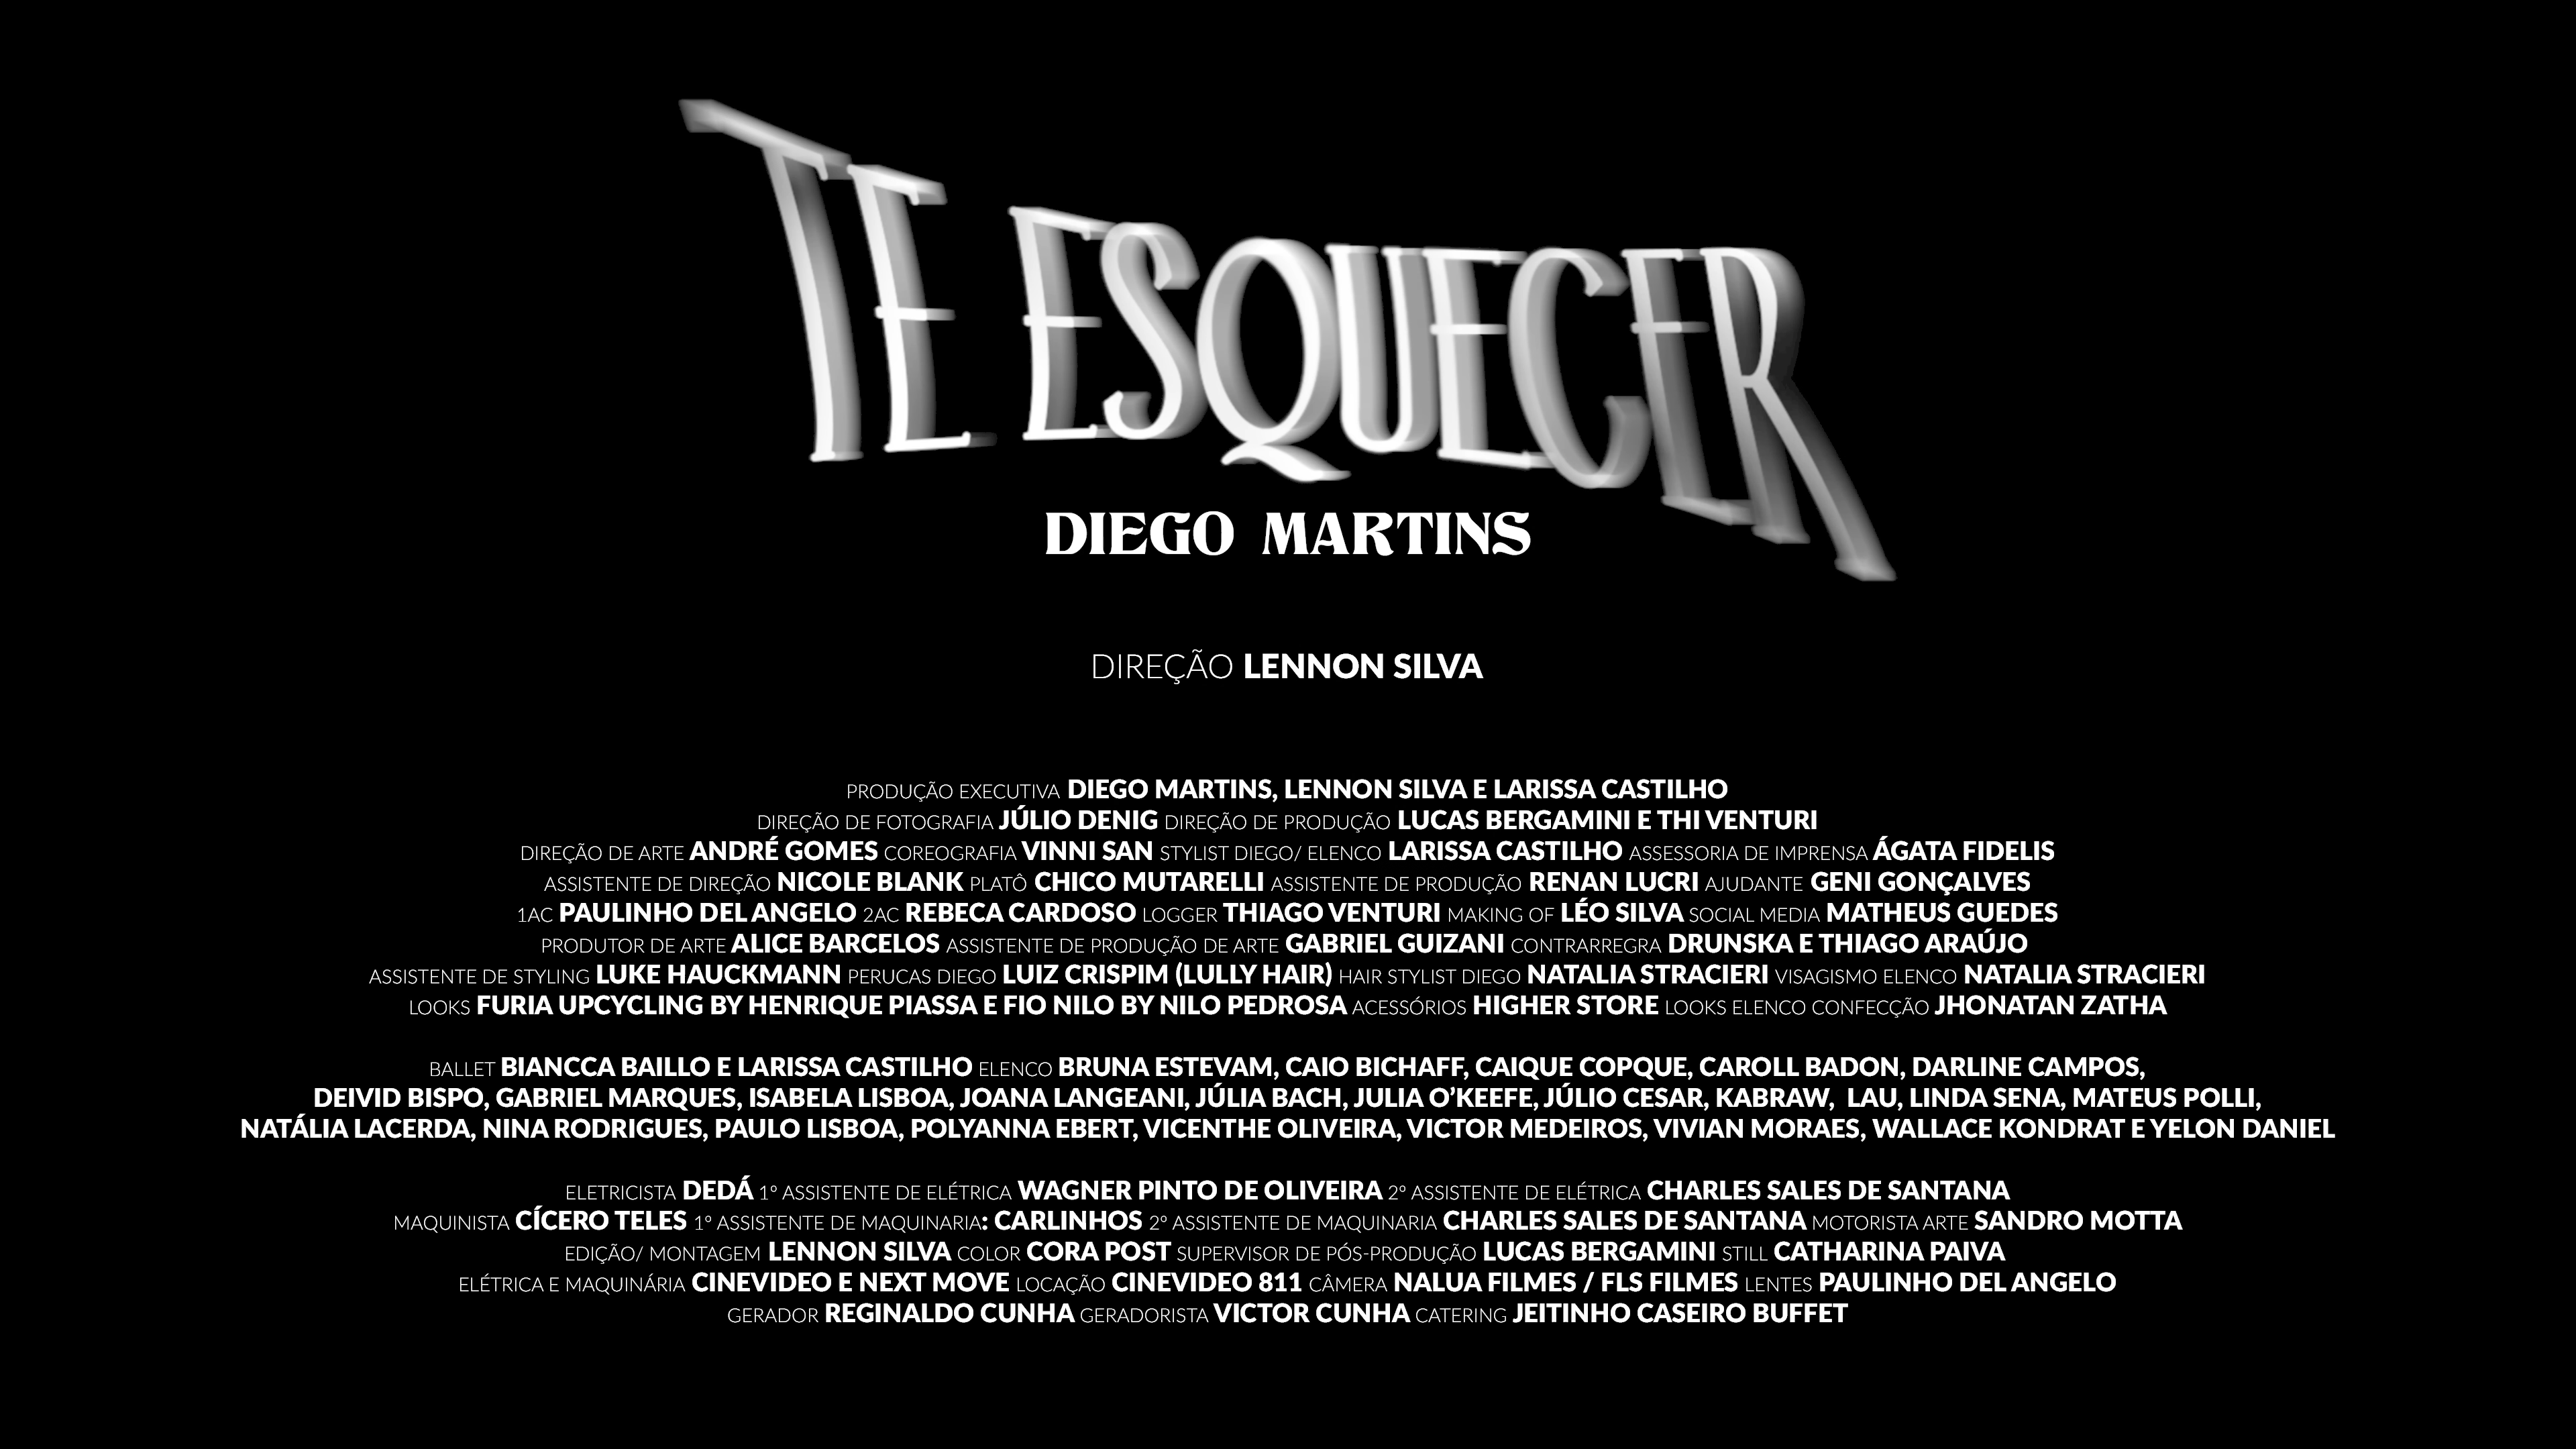 TE ESQUECER
DIEGO MARTINS
DIREÇÃO LENNON SILVA
PRODUÇÃO EXECUTIVA DIEGO MARTINS, LENNON SILVA E LARISSA CASTILHO
DIREÇÃO DE FOTOGRAFIA JÚLIO DENIG DIREÇÃO DE PRODUÇÃO LUCAS BERGAMINI E THI VENTURI
DIREÇÃO DE ARTE ANDRÉ GOMES COREOGRAFIA VINNI SAN STYLIST DIEGO/ ELENCO LARISSA CASTILHO ASSESSORIA DE IMPRENSA ÁGATA FIDELIS
ASSISTENTE DE DIREÇÃO NICOLE BLANK PLATÔ CHICO MUTARELLI ASSISTENTE DE PRODUÇÃO RENAN LUCRI AJUDANTE GENI GONÇALVES
1AC PAULINHO DEL ANGELO 2AC REBECA CARDOSO LOGGER THIAGO VENTURI MAKING OF LÉO SILVA SOCIAL MEDIA MATHEUS GUEDES
PRODUTOR DE ARTE ALICE BARCELOS ASSISTENTE DE PRODUÇÃO DE ARTE GABRIEL GUIZANI CONTRARREGRA DRUNSKA E THIAGO ARAÚJO
ASSISTENTE DE STYLING LUKE HAUCKMANN PERUCAS DIEGO LUIZ CRISPIM (LULLY HAIR) HAIR STYLIST DIEGO NATALIA STRACIERI VISAGISMO ELENCO NATALIA STRACIERI
LOOKS FURIA UPCYCLING BY HENRIQUE PIASSA E FIO NILO BY NILO PEDROSA ACESSÓRIOS HIGHER STORE LOOKS ELENCO CONFECÇÃO JHONATAN ZATHA
BALLET BIANCCA BAILLO E LARISSA CASTILHO ELENCO BRUNA ESTEVAM, CAIO BICHAFF, CAIQUE COPQUE, CAROLL BADON, DARLINE CAMPOS,
DEIVID BISPO, GABRIEL MARQUES, ISABELA LISBOA, JOANA LANGEANI, JÚLIA BACH, JULIA O’KEEFE, JÚLIO CESAR, KABRAW, LAU, LINDA SENA, MATEUS POLLI,
NATÁLIA LACERDA, NINA RODRIGUES, PAULO LISBOA, POLYANNA EBERT, VICENTHE OLIVEIRA, VICTOR MEDEIROS, VIVIAN MORAES, WALLACE KONDRAT E YELON DANIEL
ELETRICISTA DEDÁ 1º ASSISTENTE DE ELÉTRICA WAGNER PINTO DE OLIVEIRA 2º ASSISTENTE DE ELÉTRICA CHARLES SALES DE SANTANA
MAQUINISTA CÍCERO TELES 1º ASSISTENTE DE MAQUINARIA: CARLINHOS 2º ASSISTENTE DE MAQUINARIA CHARLES SALES DE SANTANA MOTORISTA ARTE SANDRO MOTTA
EDIÇÃO/ MONTAGEM LENNON SILVA COLOR CORA POST SUPERVISOR DE PÓS-PRODUÇÃO LUCAS BERGAMINI STILL CATHARINA PAIVA
ELÉTRICA E MAQUINÁRIA CINEVIDEO E NEXT MOVE LOCAÇÃO CINEVIDEO 811 CÂMERA NALUA FILMES / FLS FILMES LENTES PAULINHO DEL ANGELO
GERADOR REGINALDO CUNHA GERADORISTA VICTOR CUNHA CATERING JEITINHO CASEIRO BUFFET